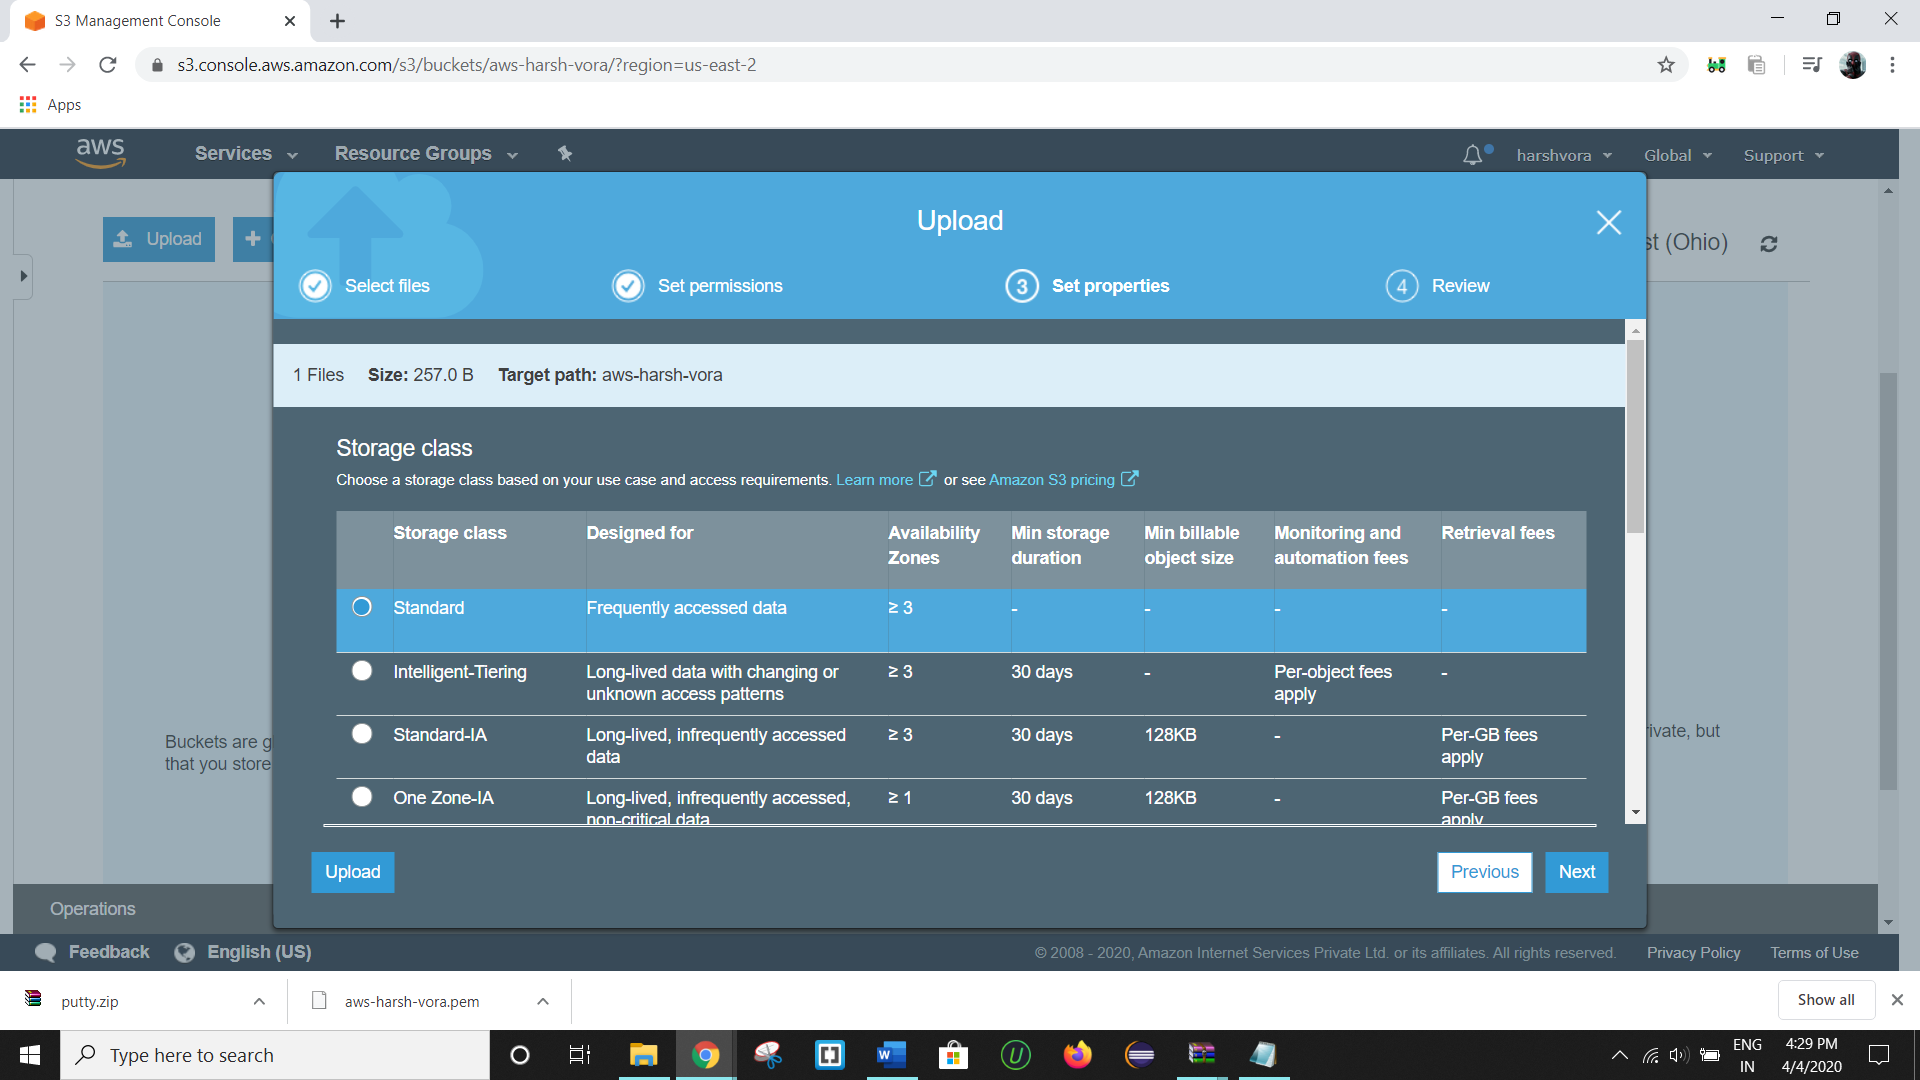 S3 Management Console
s3.console.aws.amazon.com/s3/buckets/aws-harsh-vora/?region=us-east-2
Apps
aws
Services
Resource Groups
harshvora
Global
Support
Upload
st (Ohio)
Upload
Select files
Set permissions
3 Set properties
4 Review
1 Files Size: 257.0 B Target path: aws-harsh-vora
Storage class
Choose a storage class based on your use case and access requirements. Learn more or see Amazon S3 pricing
Storage class Designed for Availability Zones Min storage duration Min billable object size Monitoring and automation fees Retrieval fees
Standard Frequently accessed data ≥ 3 - - - -
Intelligent-Tiering Long-lived data with changing or unknown access patterns ≥ 3 30 days - Per-object fees apply -
Standard-IA Long-lived, infrequently accessed data ≥ 3 30 days 128KB - Per-GB fees apply
One Zone-IA Long-lived, infrequently accessed, non-critical data ≥ 1 30 days 128KB - Per-GB fees apply
Buckets are g
that you store
ivate, but
Upload
Previous
Next
Operations
Feedback
English (US)
© 2008 - 2020, Amazon Internet Services Private Ltd. or its affiliates. All rights reserved.
Privacy Policy
Terms of Use
putty.zip
aws-harsh-vora.pem
Show all
Type here to search
ENG
IN
4:29 PM
4/4/2020